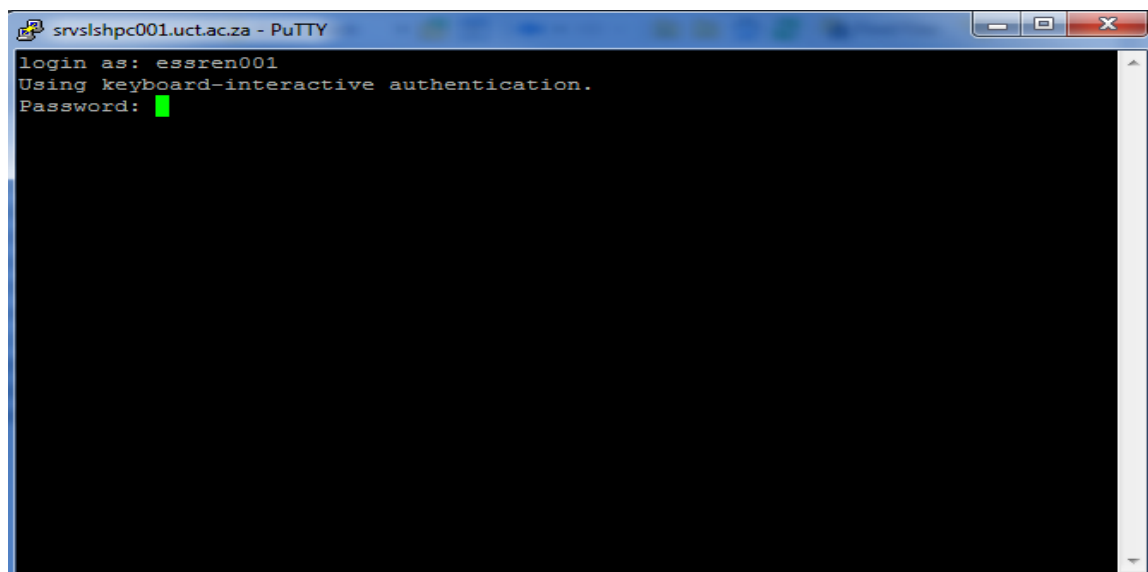 srvslshpc001.uct.ac.za - PuTTY
login as: essren001
Using keyboard-interactive authentication.
Password: